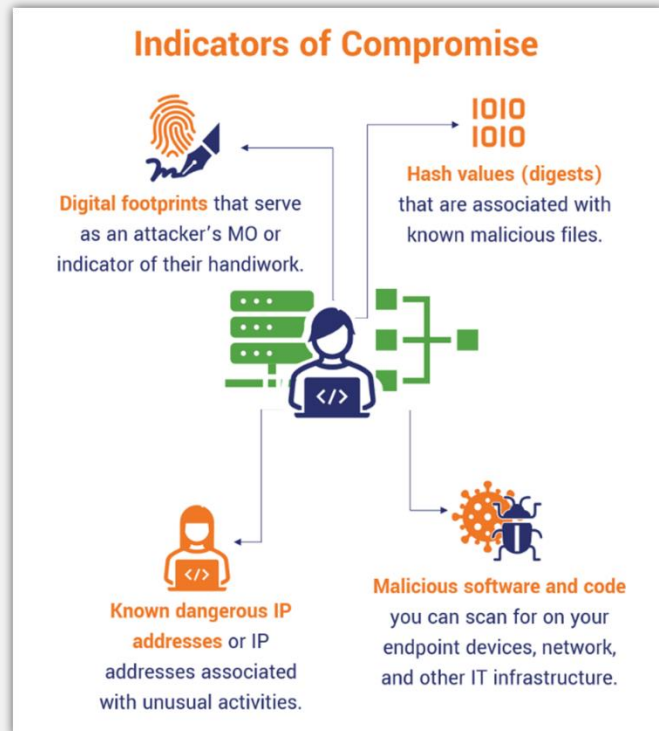 Indicators of Compromise
Digital footprints that serve
as an attacker's MO or
indicator of their handiwork.
1010
1010
Hash values (digests)
that are associated with
known malicious files.
</>
</>
Known dangerous IP
addresses or IP
addresses associated
with unusual activities.
Malicious software and code
you can scan for on your
endpoint devices, network,
and other IT infrastructure.